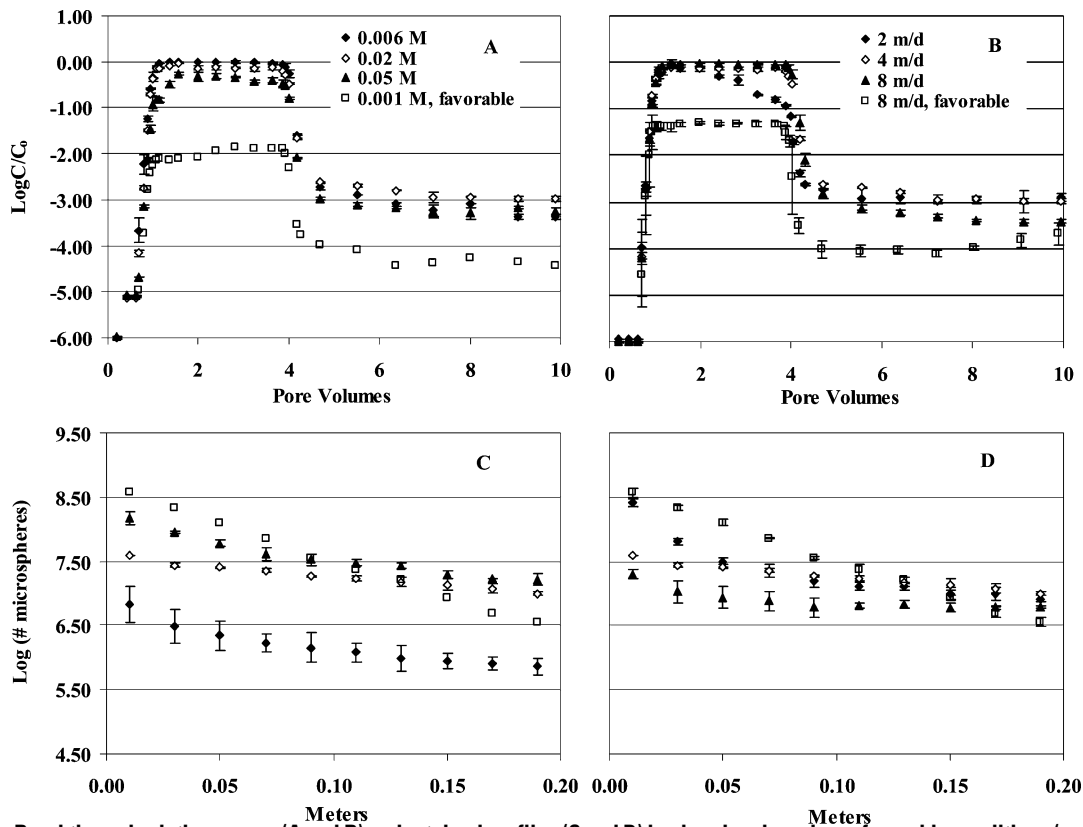 1.00
0.00
-1.00
-2.00
-3.00
-4.00
-5.00
-6.00
LogC/Co
A
0.006 M
0.02 M
0.05 M
0.001 M, favorable
0 2 4 6 8 10
Pore Volumes
B
2 m/d
4 m/d
8 m/d
8 m/d, favorable
0 2 4 6 8 10
Pore Volumes
9.50
8.50
7.50
6.50
5.50
4.50
Log (# microspheres)
C
0.00 0.05 0.10 0.15 0.20
Meters
D
0.00 0.05 0.10 0.15 0.20
Meters